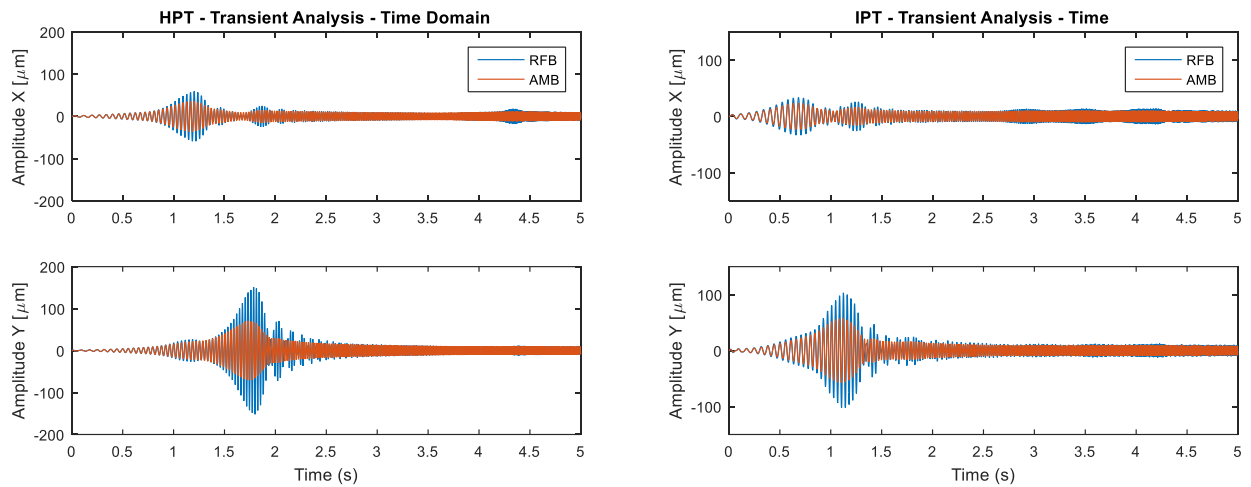 HPT - Transient Analysis - Time Domain
200
100
0
-100
-200
Amplitude X [μm]
RFB
AMB
0 0.5 1 1.5 2 2.5 3 3.5 4 4.5 5
200
100
0
-100
-200
Amplitude Y [μm]
0 0.5 1 1.5 2 2.5 3 3.5 4 4.5 5
Time (s)
IPT - Transient Analysis - Time
100
0
-100
Amplitude X [μm]
RFB
AMB
0 0.5 1 1.5 2 2.5 3 3.5 4 4.5 5
100
0
-100
Amplitude Y [μm]
0 0.5 1 1.5 2 2.5 3 3.5 4 4.5 5
Time (s)